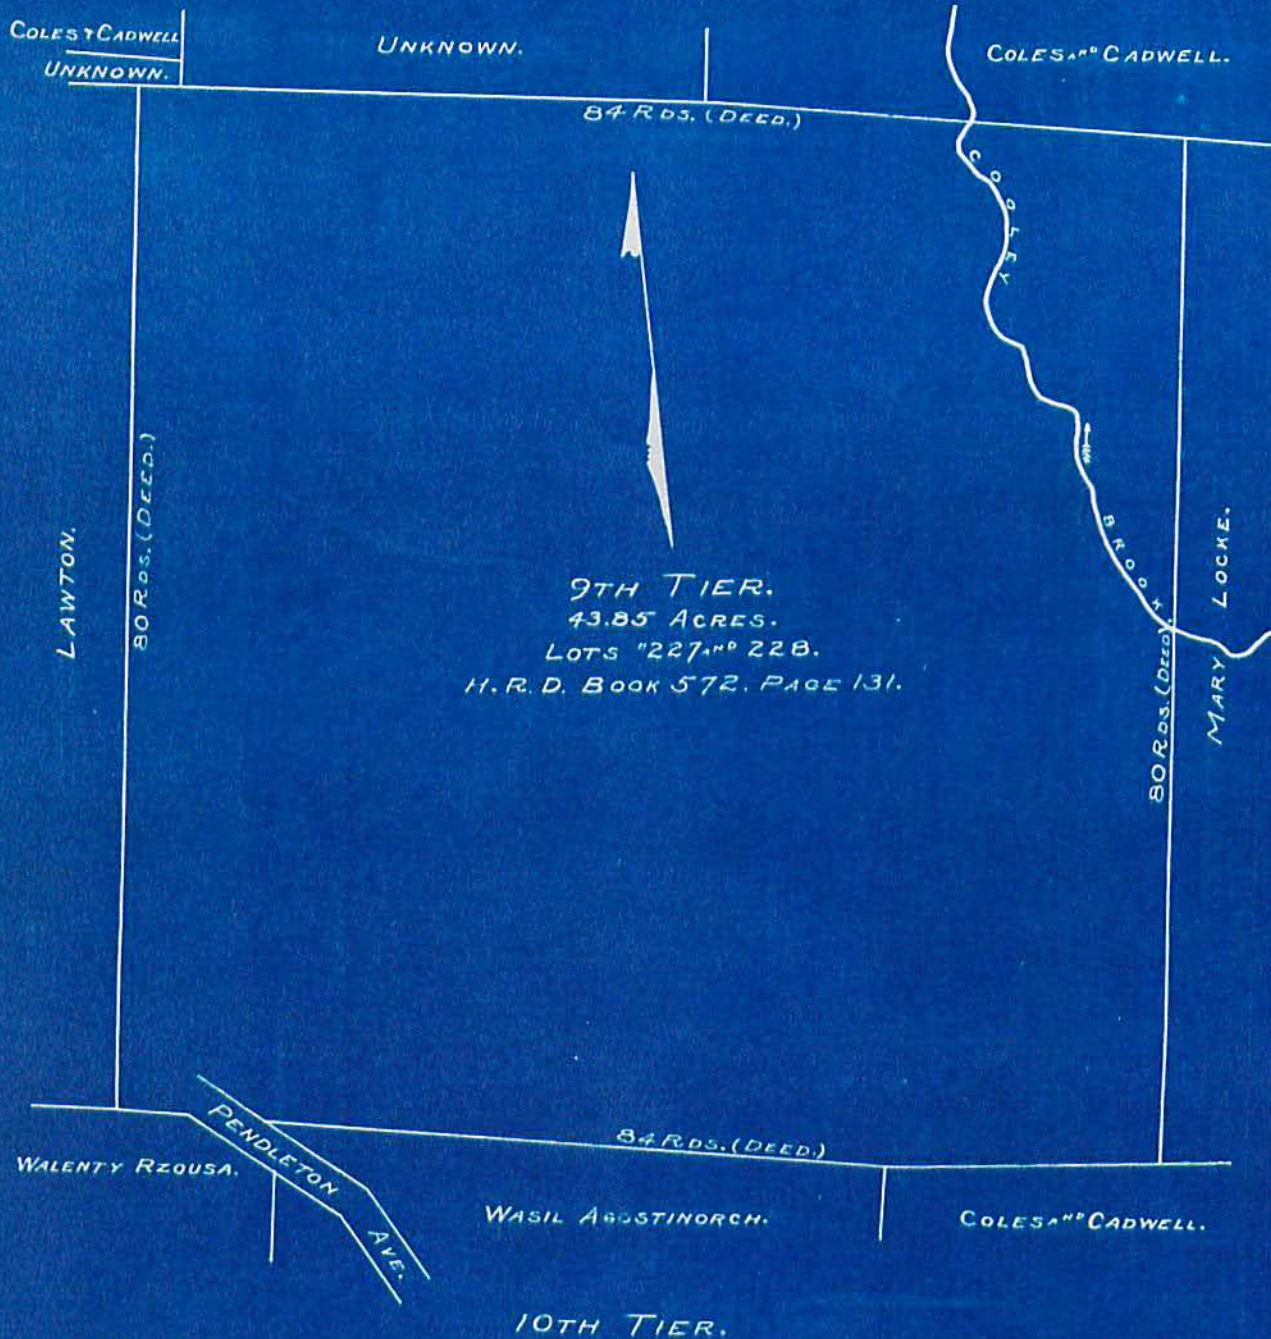 COLES & CADWELL
UNKNOWN.
UNKNOWN.
COLES AND CADWELL.
84 RDS. (DEED.)
COOLEY
BROOK
LAWTON.
80 RDS. (DEED.)
9TH TIER.
43.85 ACRES.
LOTS "227 AND 228.
H. R. D. BOOK 572. PAGE 131.
80 RDS. (DEED).
MARY LOCKE.
84 RDS. (DEED.)
PENDLETON AVE.
WALENTY RZOUSA.
WASIL AGOSTINORCH.
COLES AND CADWELL.
10TH TIER.